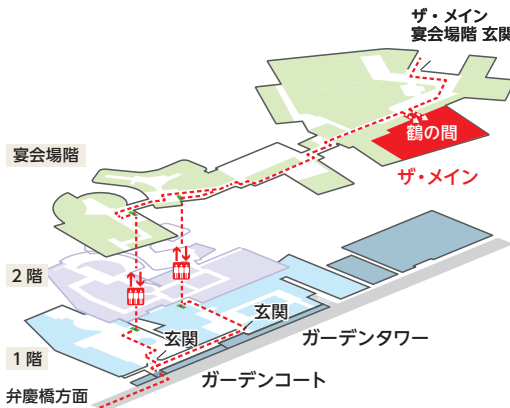 ザ・メイン
宴会場階 玄関
鶴の間
宴会場階
ザ・メイン
2階
玄関
玄関
ガーデンタワー
1階
ガーデンコート
弁慶橋方面